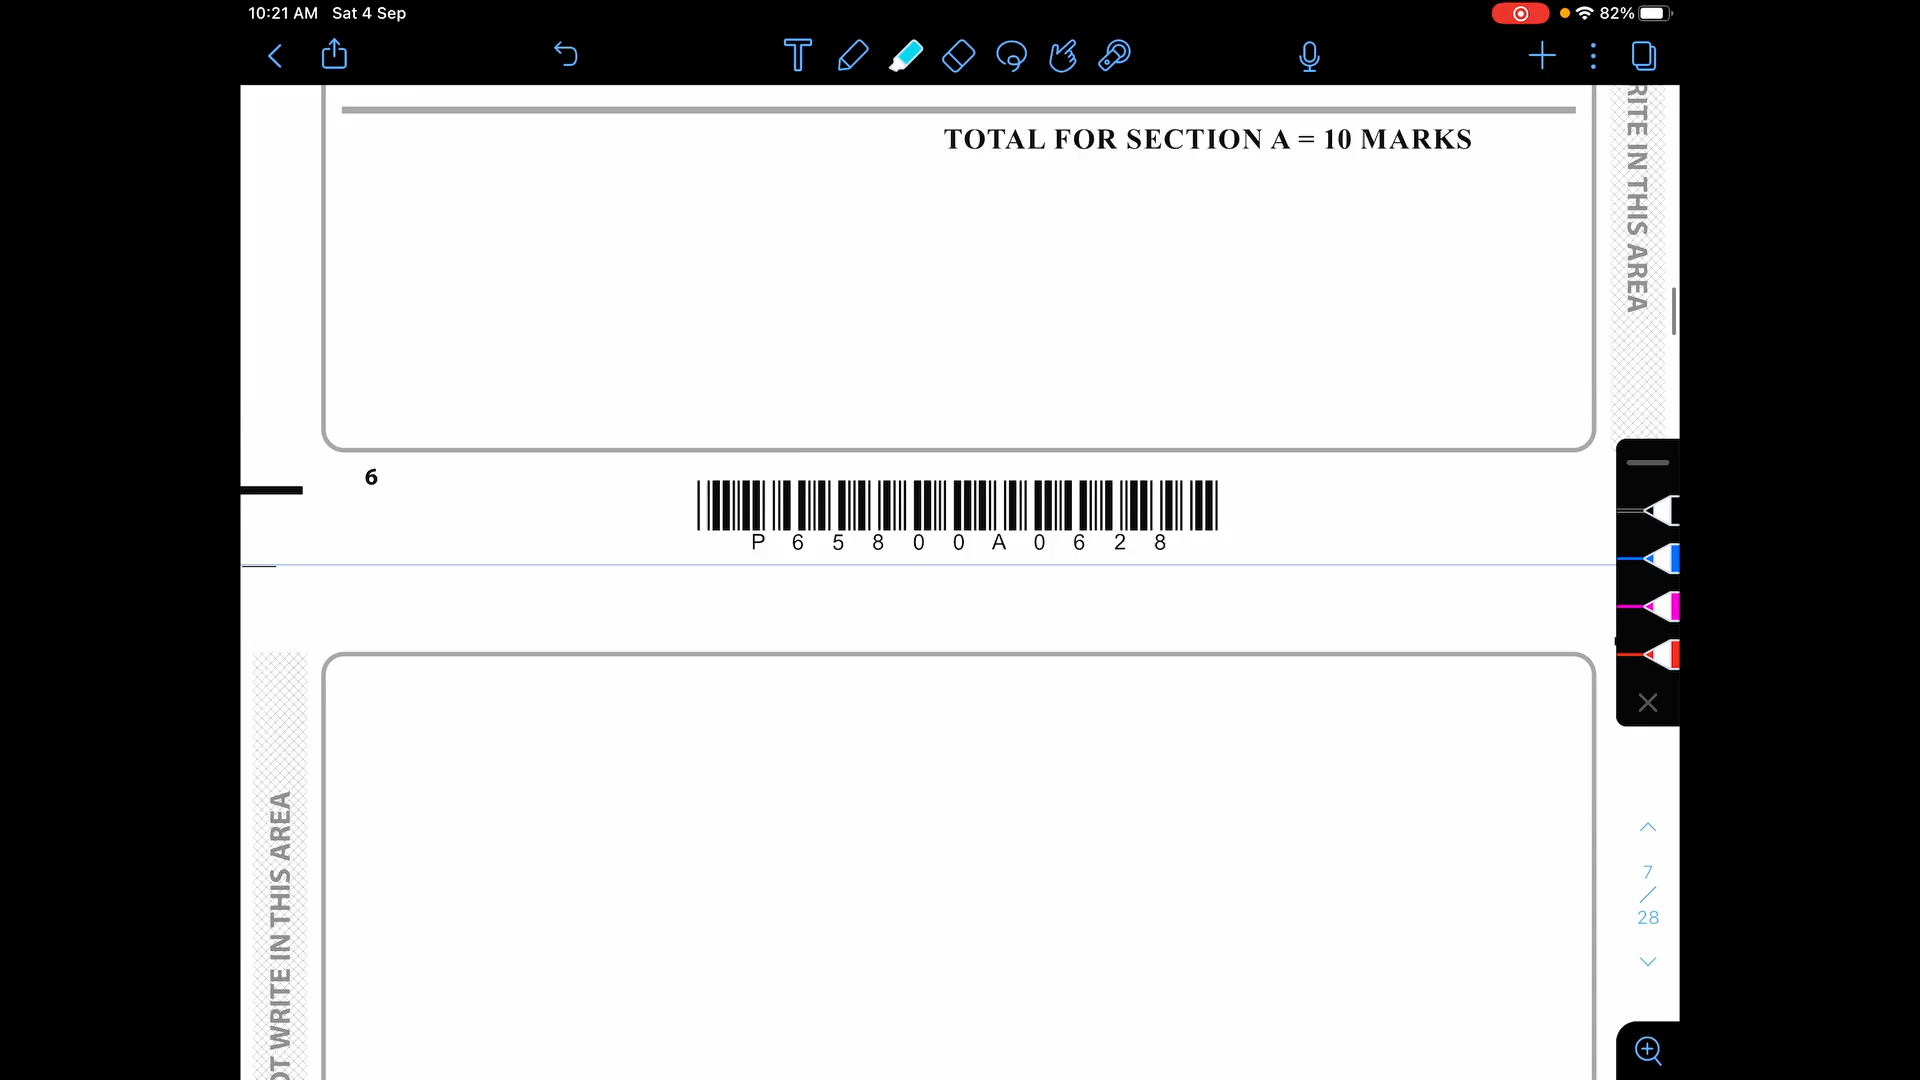 10:21 AM Sat 4 Sep
82%
TOTAL FOR SECTION A = 10 MARKS
RITE IN THIS AREA
6
P 6 5 8 0 0 A 0 6 2 8
OT WRITE IN THIS AREA
7
/
28